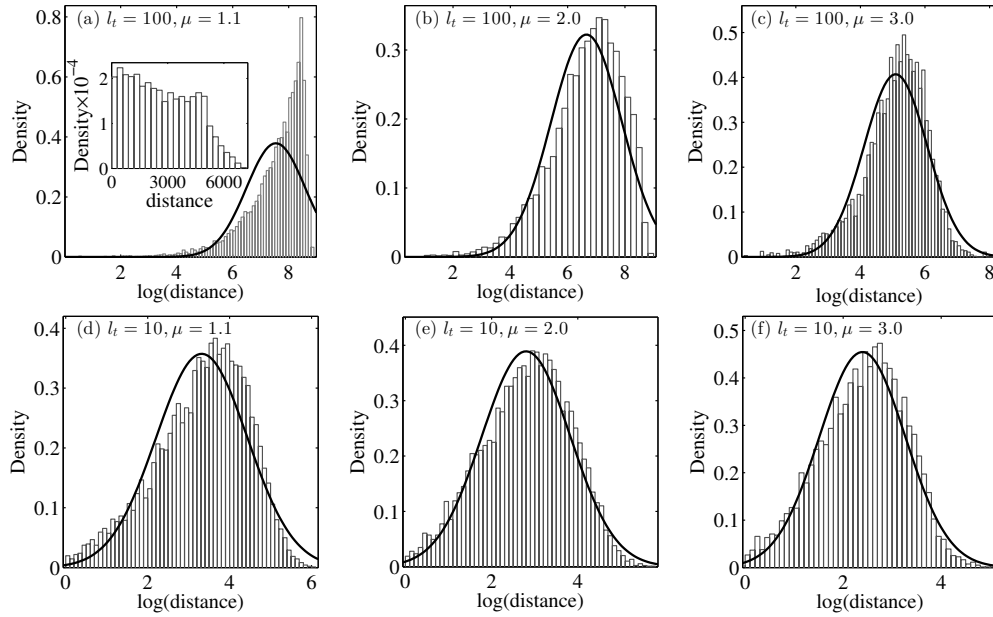 (a) l_t = 100, μ = 1.1
0.8
0.6
0.4
0.2
0
Density
2
4
6
8
log(distance)
Density×10⁻⁴
2
1
0
0
3000
6000
distance
(b) l_t = 100, μ = 2.0
0.3
0.2
0.1
0
Density
2
4
6
8
log(distance)
(c) l_t = 100, μ = 3.0
0.5
0.4
0.3
0.2
0.1
0
Density
2
4
6
8
log(distance)
(d) l_t = 10, μ = 1.1
0.4
0.3
0.2
0.1
0
Density
0
2
4
6
log(distance)
(e) l_t = 10, μ = 2.0
0.4
0.3
0.2
0.1
0
Density
0
2
4
log(distance)
(f) l_t = 10, μ = 3.0
0.5
0.4
0.3
0.2
0.1
0
Density
0
2
4
log(distance)